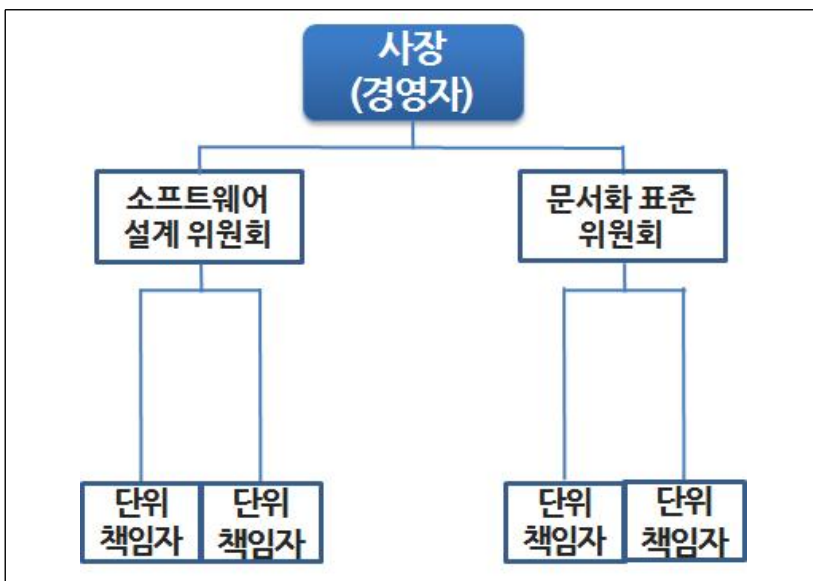 사장
(경영자)
소프트웨어
설계 위원회
문서화 표준
위원회
단위
책임자
단위
책임자
단위
책임자
단위
책임자